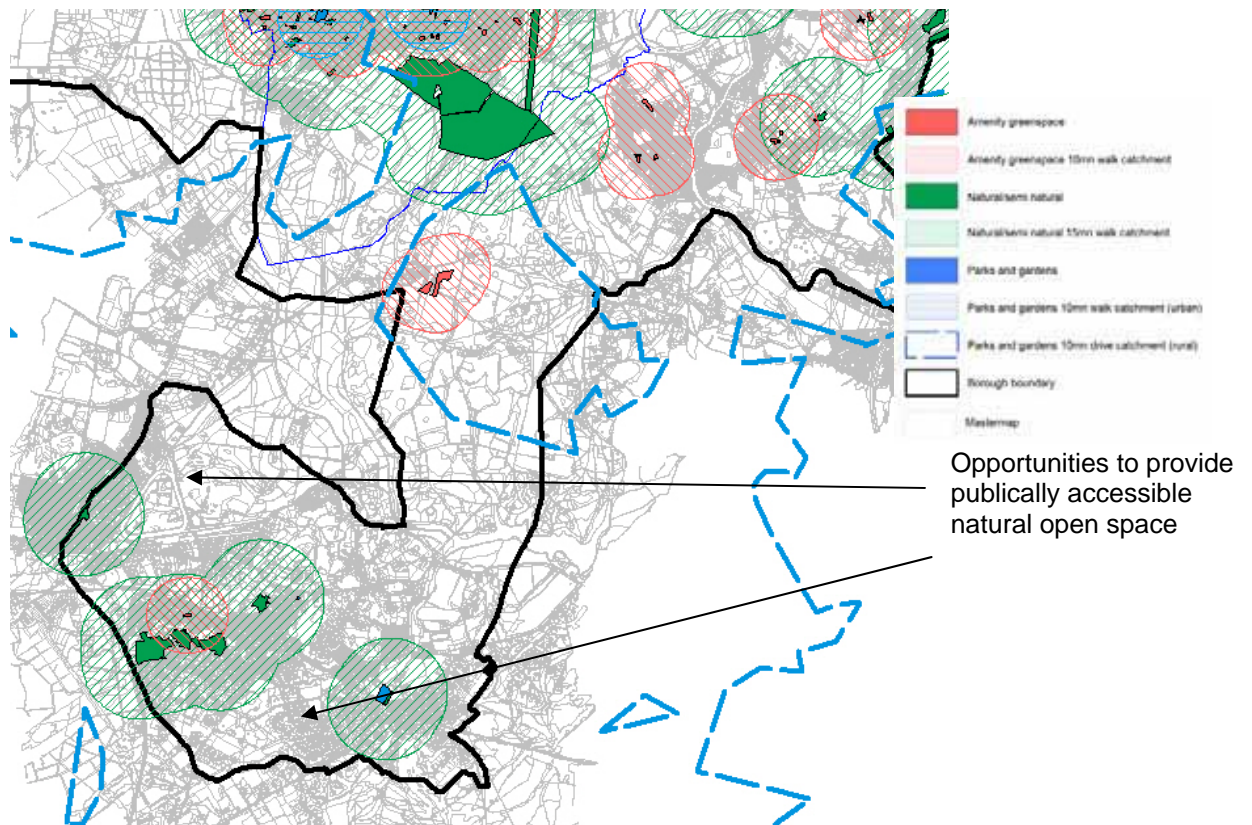 Amenity greenspace
Amenity greenspace 10mn walk catchment
Natural/semi natural
Natural/semi natural 15mn walk catchment
Parks and gardens
Parks and gardens 10mn walk catchment (urban)
Parks and gardens 10mn drive catchment (rural)
Borough boundary
Mastermap
Opportunities to provide
publically accessible
natural open space